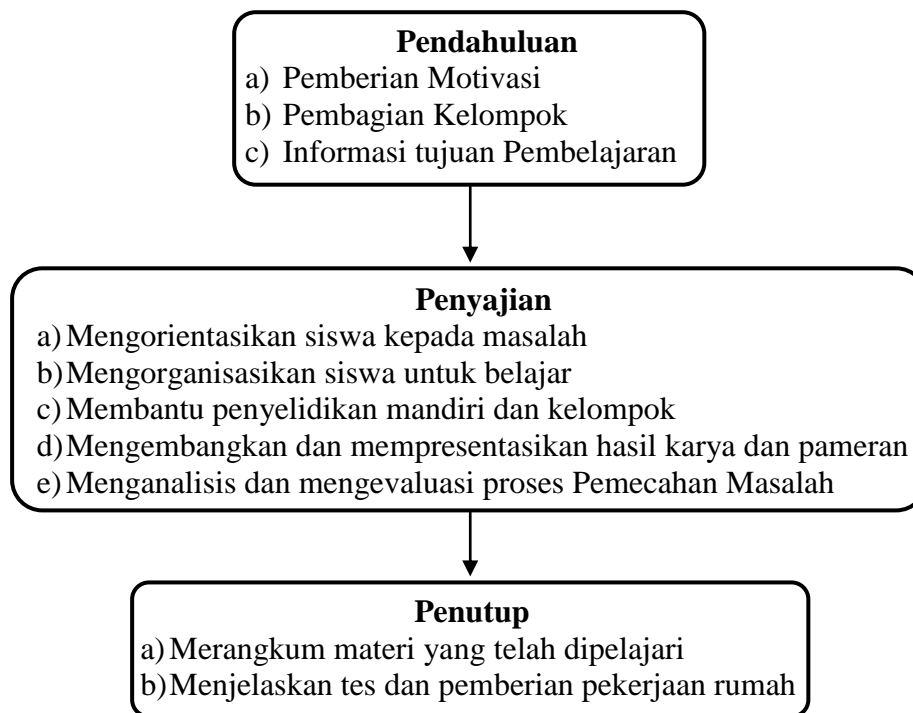 Pendahuluan
a) Pemberian Motivasi
b) Pembagian Kelompok
c) Informasi tujuan Pembelajaran
Penyajian
a) Mengorientasikan siswa kepada masalah
b) Mengorganisasikan siswa untuk belajar
c) Membantu penyelidikan mandiri dan kelompok
d) Mengembangkan dan mempresentasikan hasil karya dan pameran
e) Menganalisis dan mengevaluasi proses Pemecahan Masalah
Penutup
a) Merangkum materi yang telah dipelajari
b) Menjelaskan tes dan pemberian pekerjaan rumah